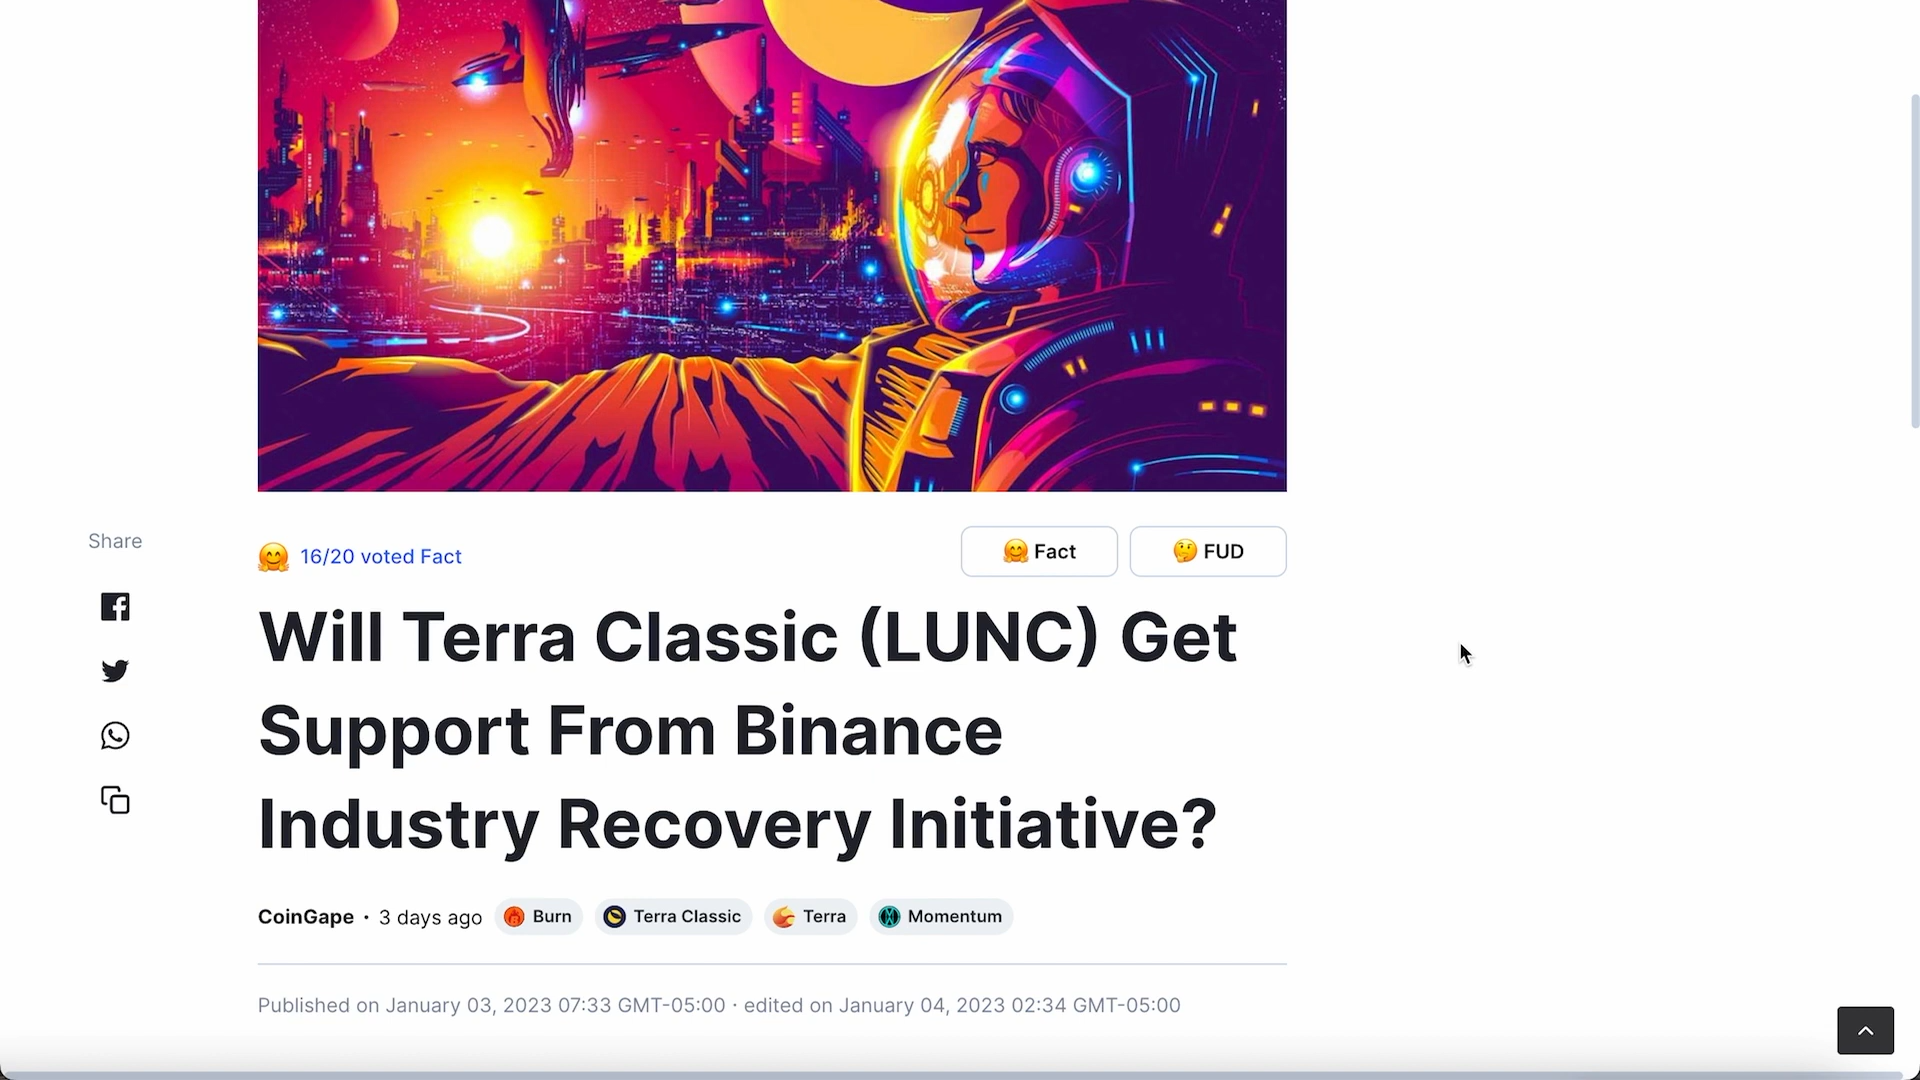 Share
16/20 voted Fact
Fact
FUD
Will Terra Classic (LUNC) Get
Support From Binance
Industry Recovery Initiative?
CoinGape · 3 days ago Burn Terra Classic Terra Momentum
Published on January 03, 2023 07:33 GMT-05:00 · edited on January 04, 2023 02:34 GMT-05:00